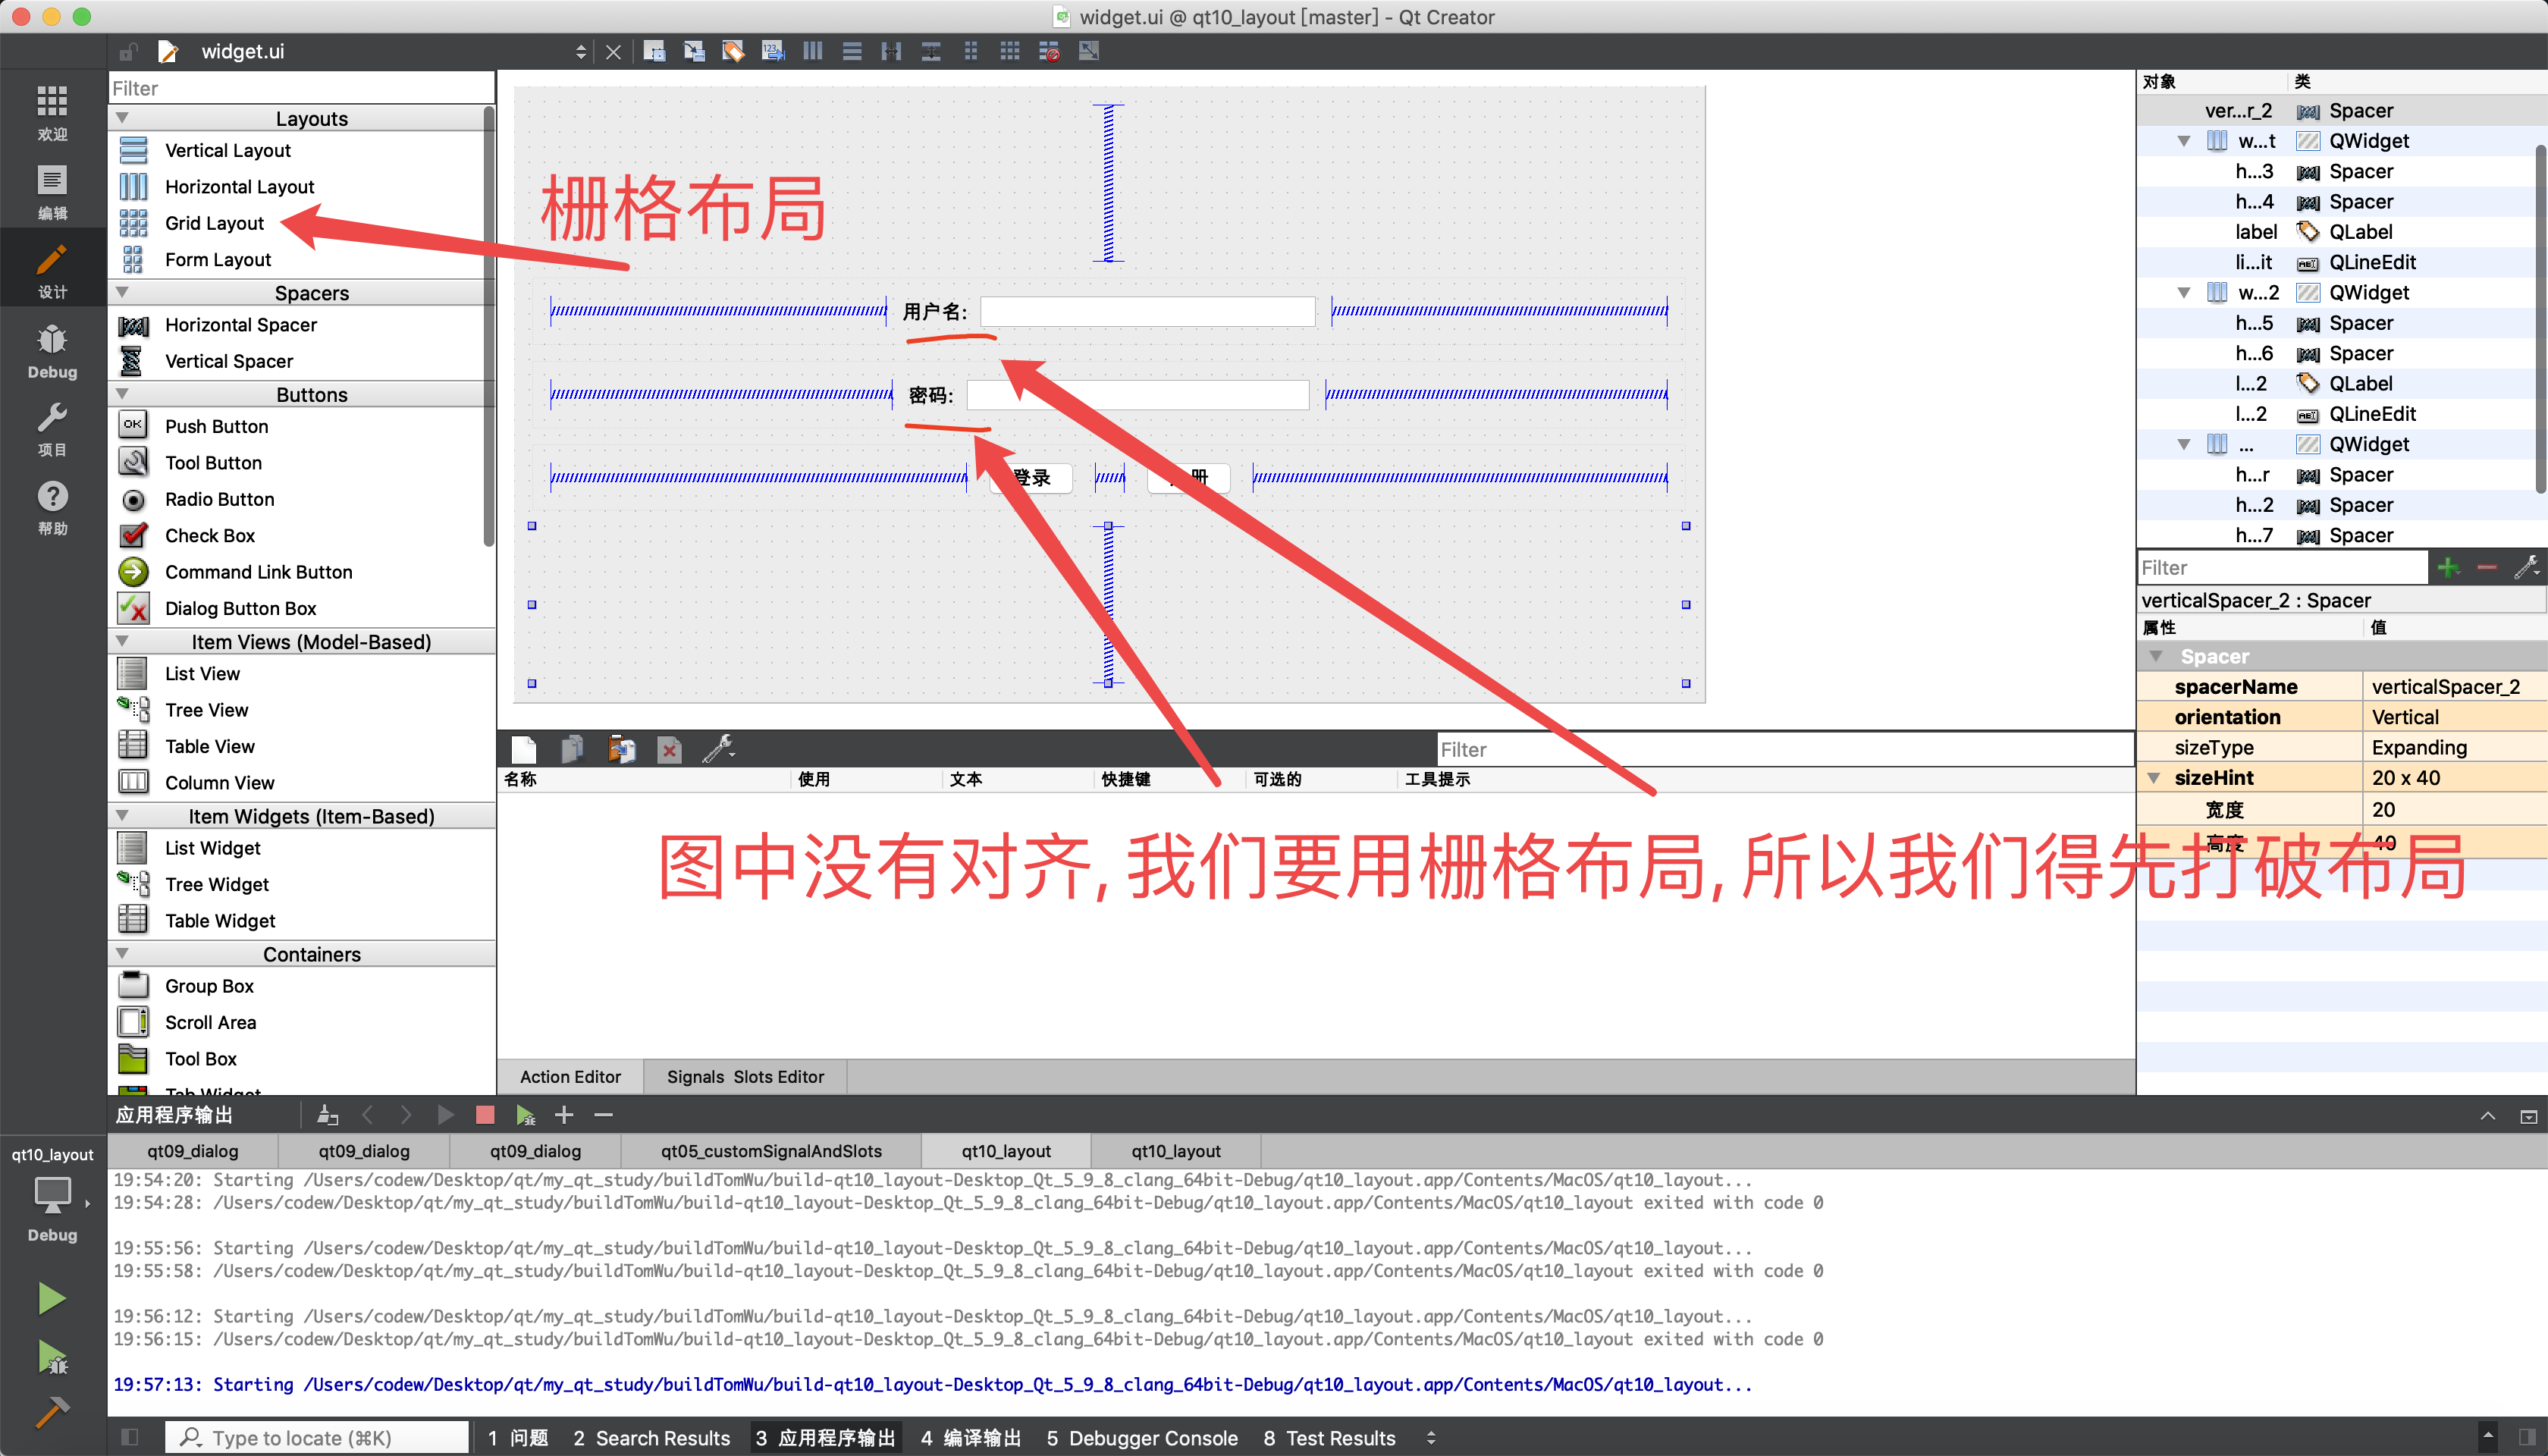 widget.ui @ qt10_layout [master] - Qt Creator
widget.ui
欢迎
编辑
设计
Debug
项目
帮助
Filter
Layouts
Vertical Layout
Horizontal Layout
Grid Layout
Form Layout
Spacers
Horizontal Spacer
Vertical Spacer
Buttons
Push Button
Tool Button
Radio Button
Check Box
Command Link Button
Dialog Button Box
Item Views (Model-Based)
List View
Tree View
Table View
Column View
Item Widgets (Item-Based)
List Widget
Tree Widget
Table Widget
Containers
Group Box
Scroll Area
Tool Box
Tab Widget
栅格布局
用户名:
密码:
登录
册
图中没有对齐, 我们要用栅格布局, 所以我们得先打破布局
Filter
名称 使用 文本 快捷键 可选的 工具提示
Action Editor Signals Slots Editor
对象 类
ver...r_2 Spacer
w...t QWidget
h...3 Spacer
h...4 Spacer
label QLabel
li...it QLineEdit
w...2 QWidget
h...5 Spacer
h...6 Spacer
l...2 QLabel
l...2 QLineEdit
... QWidget
h...r Spacer
h...2 Spacer
h...7 Spacer
Filter
verticalSpacer_2 : Spacer
属性 值
Spacer
spacerName verticalSpacer_2
orientation Vertical
sizeType Expanding
sizeHint 20 x 40
宽度 20
高度 40
应用程序输出
qt09_dialog qt09_dialog qt09_dialog qt05_customSignalAndSlots qt10_layout qt10_layout
19:54:20: Starting /Users/codew/Desktop/qt/my_qt_study/buildTomWu/build-qt10_layout-Desktop_Qt_5_9_8_clang_64bit-Debug/qt10_layout.app/Contents/MacOS/qt10_layout...
19:54:28: /Users/codew/Desktop/qt/my_qt_study/buildTomWu/build-qt10_layout-Desktop_Qt_5_9_8_clang_64bit-Debug/qt10_layout.app/Contents/MacOS/qt10_layout exited with code 0
19:55:56: Starting /Users/codew/Desktop/qt/my_qt_study/buildTomWu/build-qt10_layout-Desktop_Qt_5_9_8_clang_64bit-Debug/qt10_layout.app/Contents/MacOS/qt10_layout...
19:55:58: /Users/codew/Desktop/qt/my_qt_study/buildTomWu/build-qt10_layout-Desktop_Qt_5_9_8_clang_64bit-Debug/qt10_layout.app/Contents/MacOS/qt10_layout exited with code 0
19:56:12: Starting /Users/codew/Desktop/qt/my_qt_study/buildTomWu/build-qt10_layout-Desktop_Qt_5_9_8_clang_64bit-Debug/qt10_layout.app/Contents/MacOS/qt10_layout...
19:56:15: /Users/codew/Desktop/qt/my_qt_study/buildTomWu/build-qt10_layout-Desktop_Qt_5_9_8_clang_64bit-Debug/qt10_layout.app/Contents/MacOS/qt10_layout exited with code 0
19:57:13: Starting /Users/codew/Desktop/qt/my_qt_study/buildTomWu/build-qt10_layout-Desktop_Qt_5_9_8_clang_64bit-Debug/qt10_layout.app/Contents/MacOS/qt10_layout...
qt10_layout
Debug
Type to locate (⌘K) 1 问题 2 Search Results 3 应用程序输出 4 编译输出 5 Debugger Console 8 Test Results